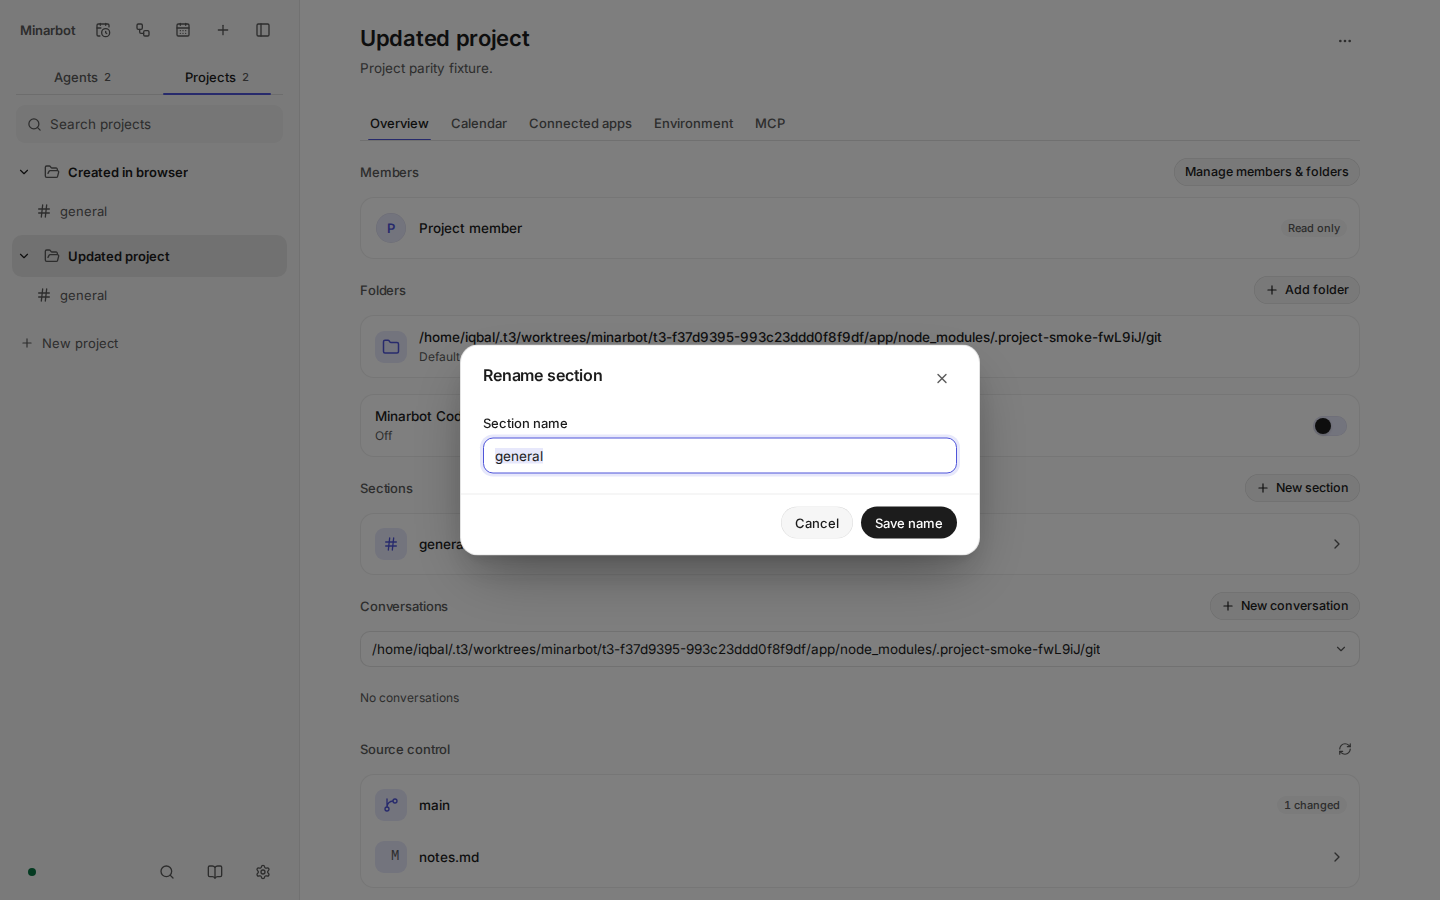 Minarbot
Agents 2
Projects 2
Search projects
Created in browser
general
Updated project
general
New project
Updated project
Project parity fixture.
Overview
Calendar
Connected apps
Environment
MCP
Members
Manage members & folders
P
Project member
Read only
Folders
Add folder
/home/iqbal/.t3/worktrees/minarbot/t3-f37d9395-993c23ddd0f8f9df/app/node_modules/.project-smoke-fwL9iJ/git
Default
Minarbot Cod
Off
Rename section
Section name
general
Cancel
Save name
Sections
New section
genera
Conversations
New conversation
/home/iqbal/.t3/worktrees/minarbot/t3-f37d9395-993c23ddd0f8f9df/app/node_modules/.project-smoke-fwL9iJ/git
No conversations
Source control
main
1 changed
M
notes.md